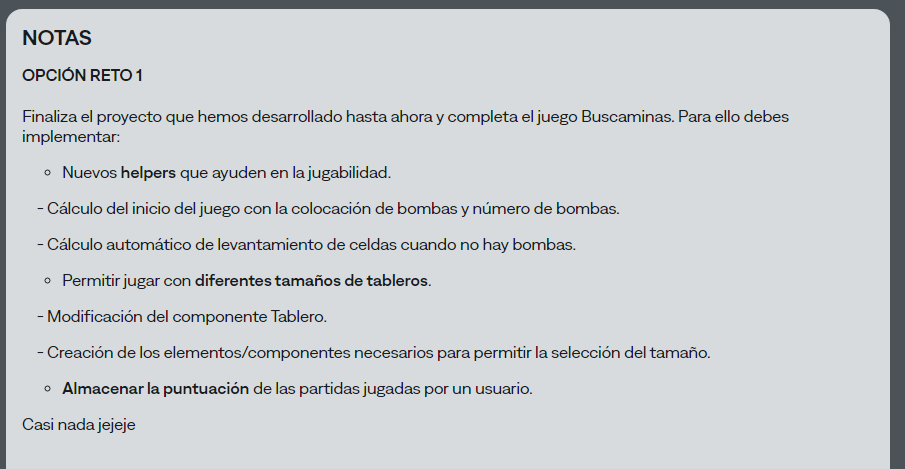 NOTAS
OPCIÓN RETO 1
Finaliza el proyecto que hemos desarrollado hasta ahora y completa el juego Buscaminas. Para ello debes
implementar:
◦ Nuevos helpers que ayuden en la jugabilidad.
- Cálculo del inicio del juego con la colocación de bombas y número de bombas.
- Cálculo automático de levantamiento de celdas cuando no hay bombas.
◦ Permitir jugar con diferentes tamaños de tableros.
- Modificación del componente Tablero.
- Creación de los elementos/componentes necesarios para permitir la selección del tamaño.
◦ Almacenar la puntuación de las partidas jugadas por un usuario.
Casi nada jejeje